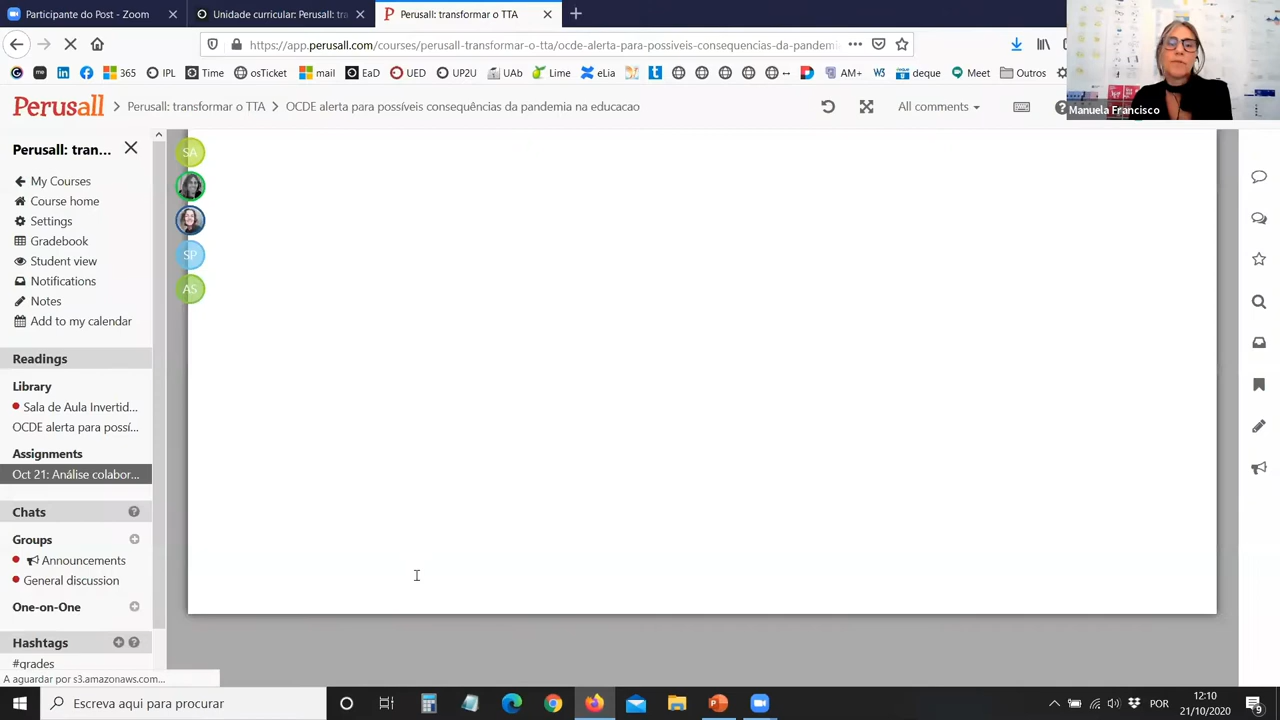 Participante do Post - Zoom
Unidade curricular: Perusall: tr
Perusall: transformar o TTA
https://app.perusall.com/courses/perusall-transformar-o-tta/ocde-alerta-para-possiveis-consequencias-da-pandemi
365
IPL
Time
osTicket
mail
EaD
UED
UP2U
UAb
Lime
eLia
AM+
W3
deque
Meet
Outros
Perusall
Perusall: transformar o TTA
OCDE alerta para possíveis consequências da pandemia na educacao
All comments
Manuela Francisco
Perusall: tran...
My Courses
Course home
Settings
Gradebook
Student view
Notifications
Notes
Add to my calendar
Readings
Library
Sala de Aula Invertid...
OCDE alerta para possí...
Assignments
Oct 21: Análise colabor...
Chats
Groups
Announcements
General discussion
One-on-One
Hashtags
#grades
A aguardar por s3.amazonaws.com...
SA
SP
AS
Escreva aqui para procurar
POR
12:10
21/10/2020
9